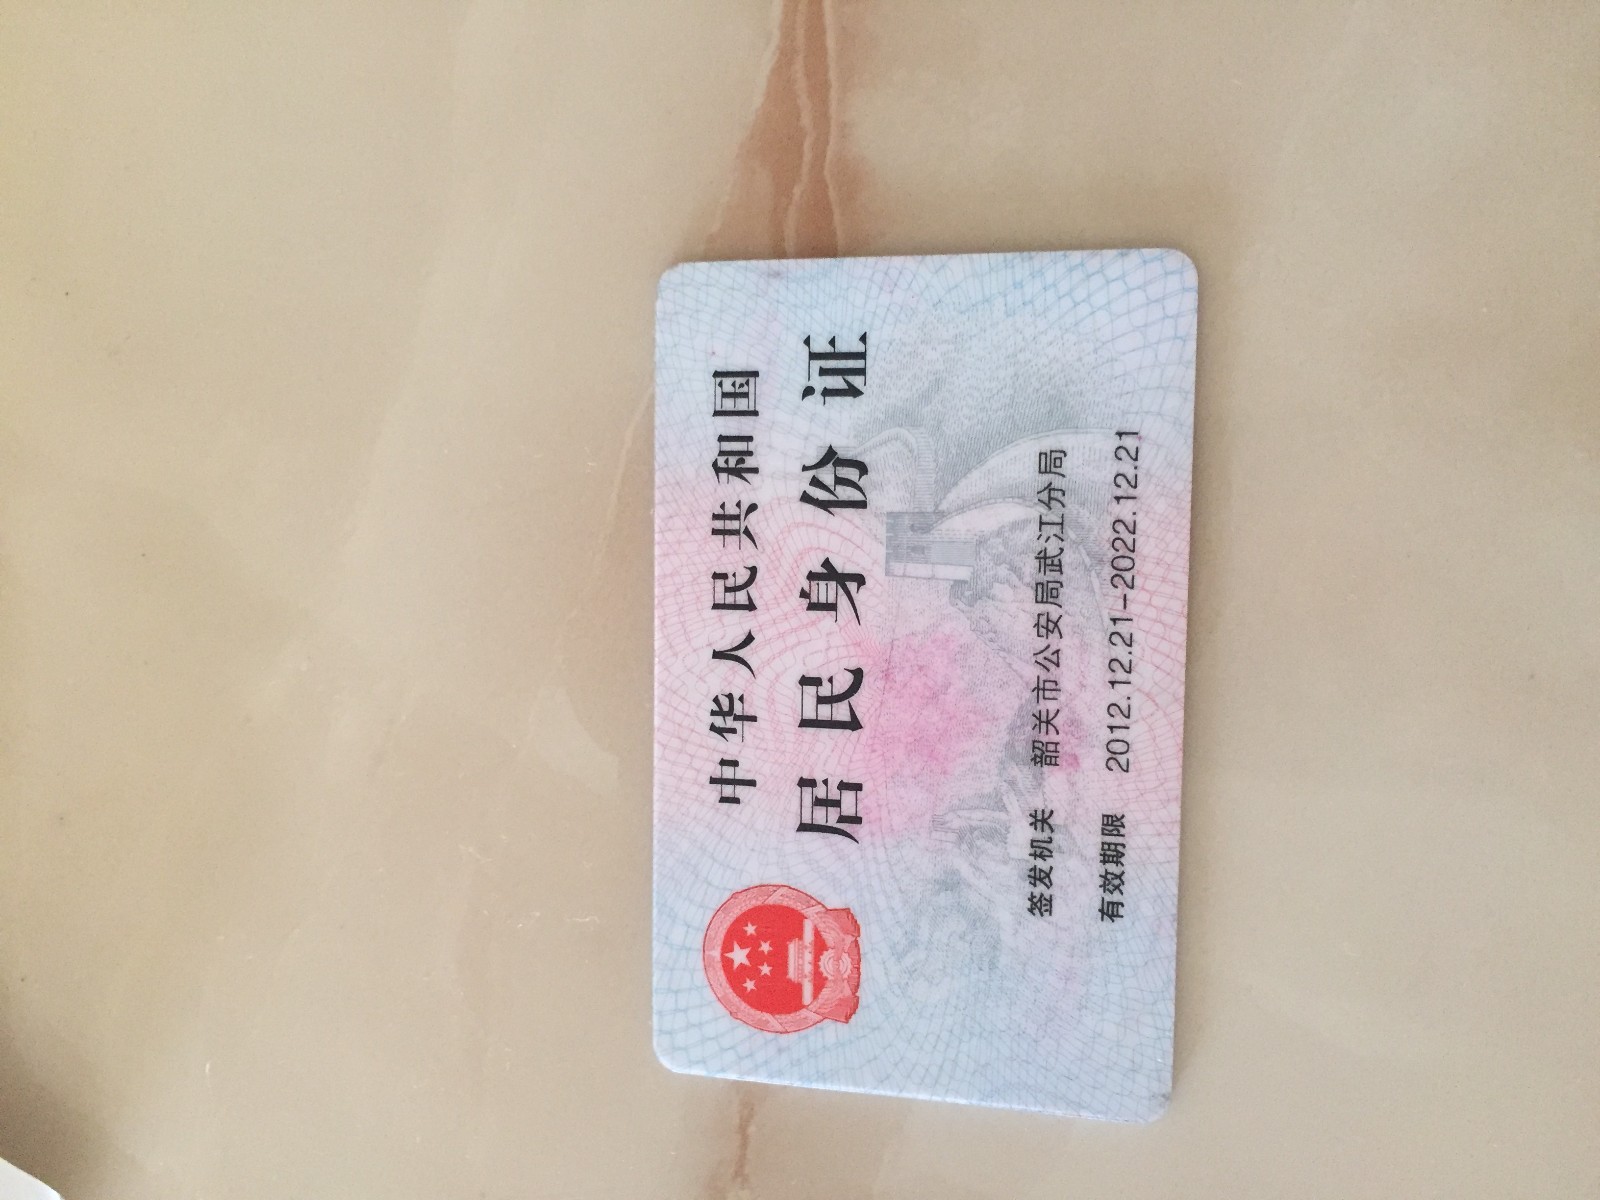 中华人民共和国
居民身份证
签发机关 韶关市公安局武江分局
有效期限 2012.12.21-2022.12.21